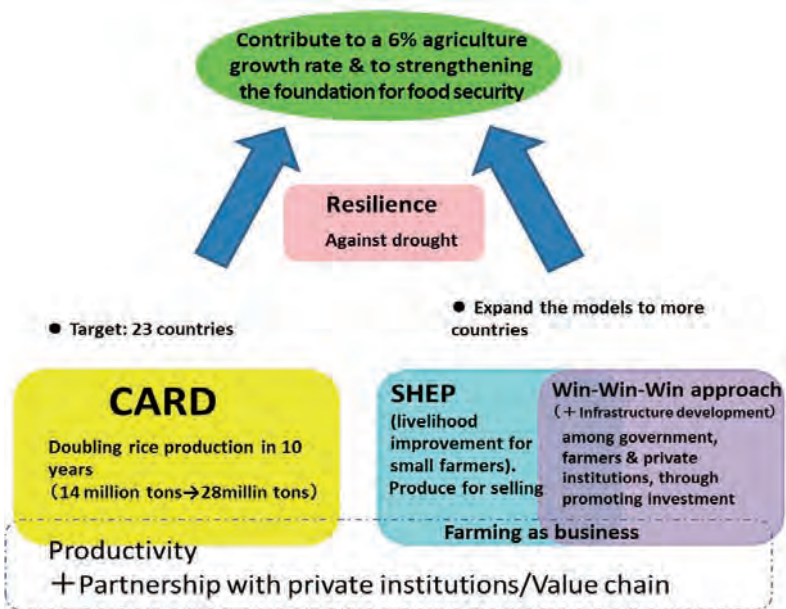 Contribute to a 6% agriculture
growth rate & to strengthening
the foundation for food security
Resilience
Against drought
● Target: 23 countries
● Expand the models to more
countries
CARD
Doubling rice production in 10
years
(14 million tons→28millin tons)
SHEP
(livelihood
improvement for
small farmers).
Produce for selling
Win-Win-Win approach
(+ Infrastructure development)
among government,
farmers & private
institutions, through
promoting investment
Farming as business
Productivity
+Partnership with private institutions/Value chain